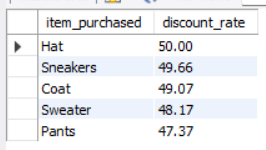 item_purchased discount_rate
Hat 50.00
Sneakers 49.66
Coat 49.07
Sweater 48.17
Pants 47.37